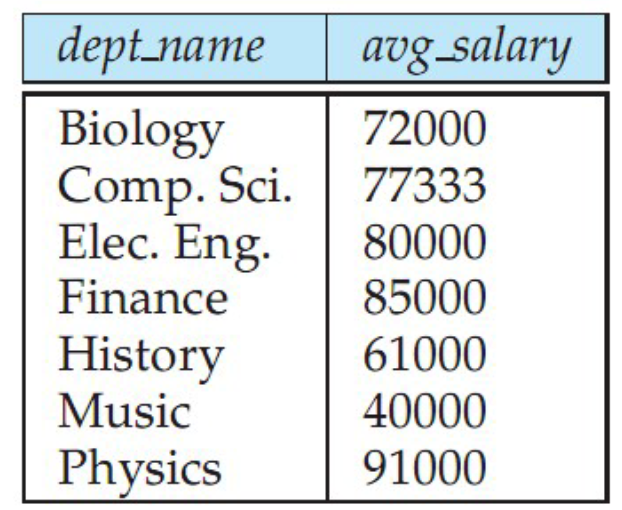 dept_name avg_salary
Biology 72000
Comp. Sci. 77333
Elec. Eng. 80000
Finance 85000
History 61000
Music 40000
Physics 91000